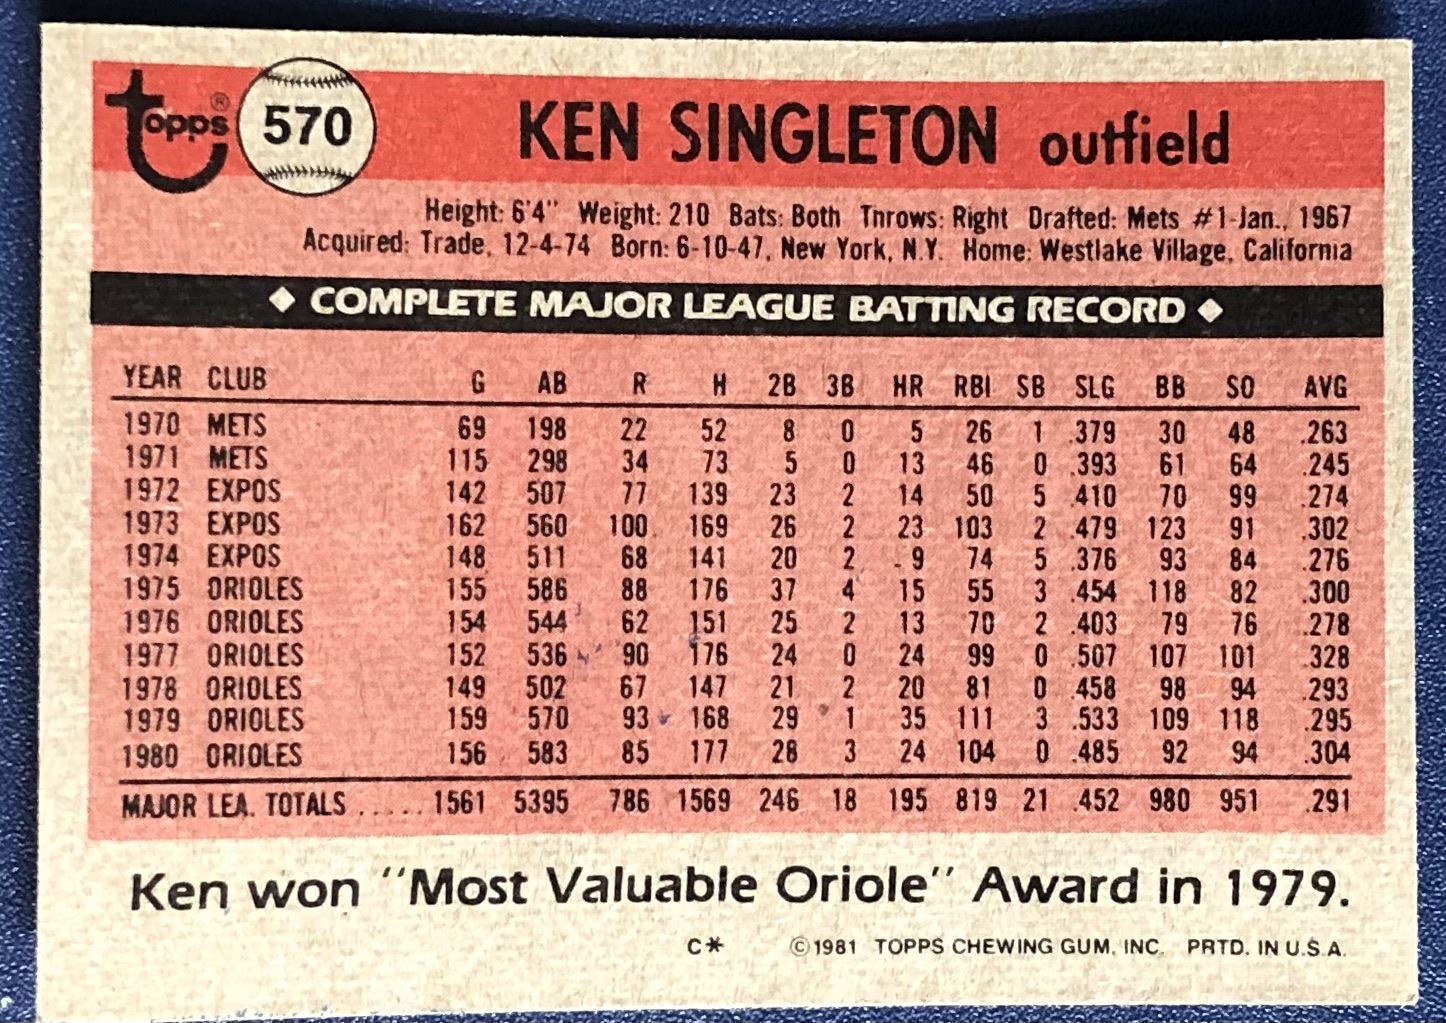 Topps® 570 KEN SINGLETON outfield
Height: 6'4" Weight: 210 Bats: Both Throws: Right Drafted: Mets #1-Jan., 1967
Acquired: Trade, 12-4-74 Born: 6-10-47, New York, N.Y. Home: Westlake Village, California
◆ COMPLETE MAJOR LEAGUE BATTING RECORD ◆
YEAR CLUB G AB R H 2B 3B HR RBI SB SLG BB SO AVG
1970 METS 69 198 22 52 8 0 5 26 1 .379 30 48 .263
1971 METS 115 298 34 73 5 0 13 46 0 .393 61 64 .245
1972 EXPOS 142 507 77 139 23 2 14 50 5 .410 70 99 .274
1973 EXPOS 162 560 100 169 26 2 23 103 2 .479 123 91 .302
1974 EXPOS 148 511 68 141 20 2 9 74 5 .376 93 84 .276
1975 ORIOLES 155 586 88 176 37 4 15 55 3 .454 118 82 .300
1976 ORIOLES 154 544 62 151 25 2 13 70 2 .403 79 76 .278
1977 ORIOLES 152 536 90 176 24 0 24 99 0 .507 107 101 .328
1978 ORIOLES 149 502 67 147 21 2 20 81 0 .458 98 94 .293
1979 ORIOLES 159 570 93 168 29 1 35 111 3 .533 109 118 .295
1980 ORIOLES 156 583 85 177 28 3 24 104 0 .485 92 94 .304
MAJOR LEA. TOTALS ..... 1561 5395 786 1569 246 18 195 819 21 .452 980 951 .291
Ken won "Most Valuable Oriole" Award in 1979.
C* ©1981 TOPPS CHEWING GUM, INC. PRTD. IN U.S.A.